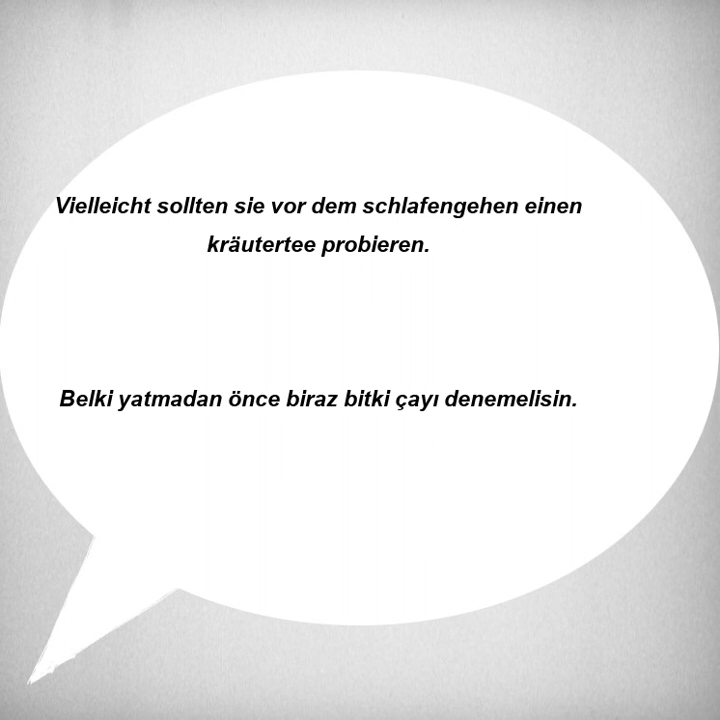 Vielleicht sollten sie vor dem schlafengehen einen
kräutertee probieren.
Belki yatmadan önce biraz bitki çayı denemelisin.